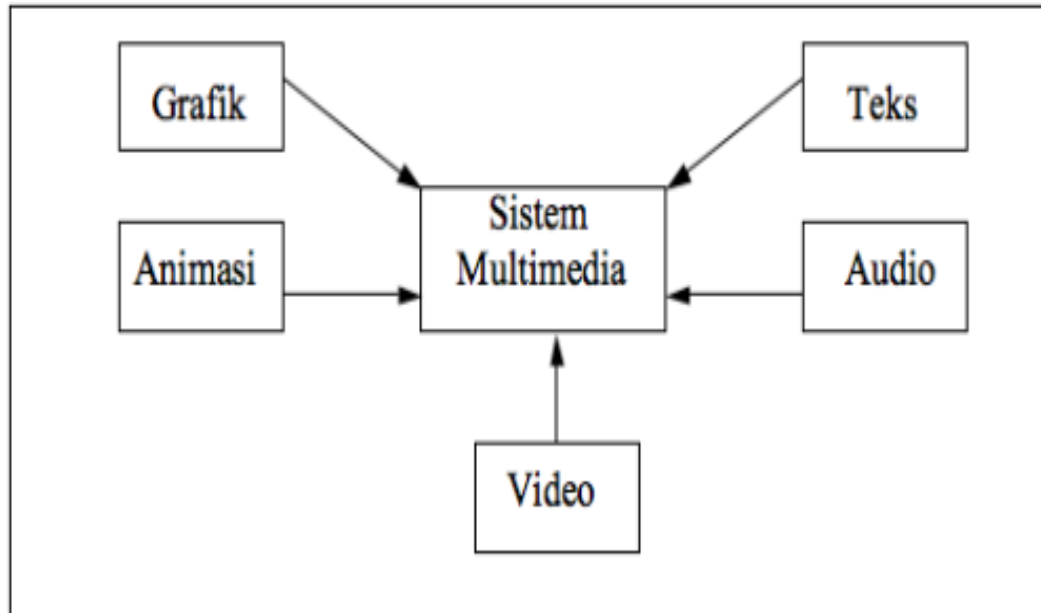 Grafik
Teks
Sistem
Multimedia
Animasi
Audio
Video